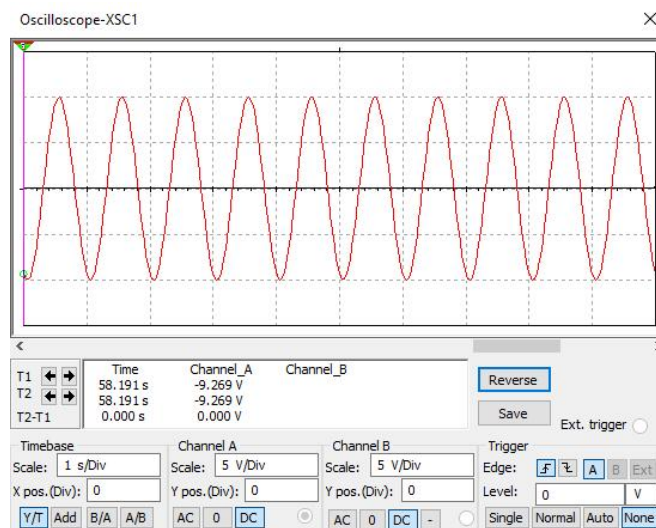 Oscilloscope-XSC1
T1
T2
T2-T1
Time Channel_A Channel_B
58.191 s -9.269 V
58.191 s -9.269 V
0.000 s 0.000 V
Reverse
Save
Ext. trigger
Timebase
Scale: 1 s/Div
X pos.(Div): 0
Y/T Add B/A A/B
Channel A
Scale: 5 V/Div
Y pos.(Div): 0
AC 0 DC
Channel B
Scale: 5 V/Div
Y pos.(Div): 0
AC 0 DC -
Trigger
Edge: A B Ext
Level: 0 V
Single Normal Auto None